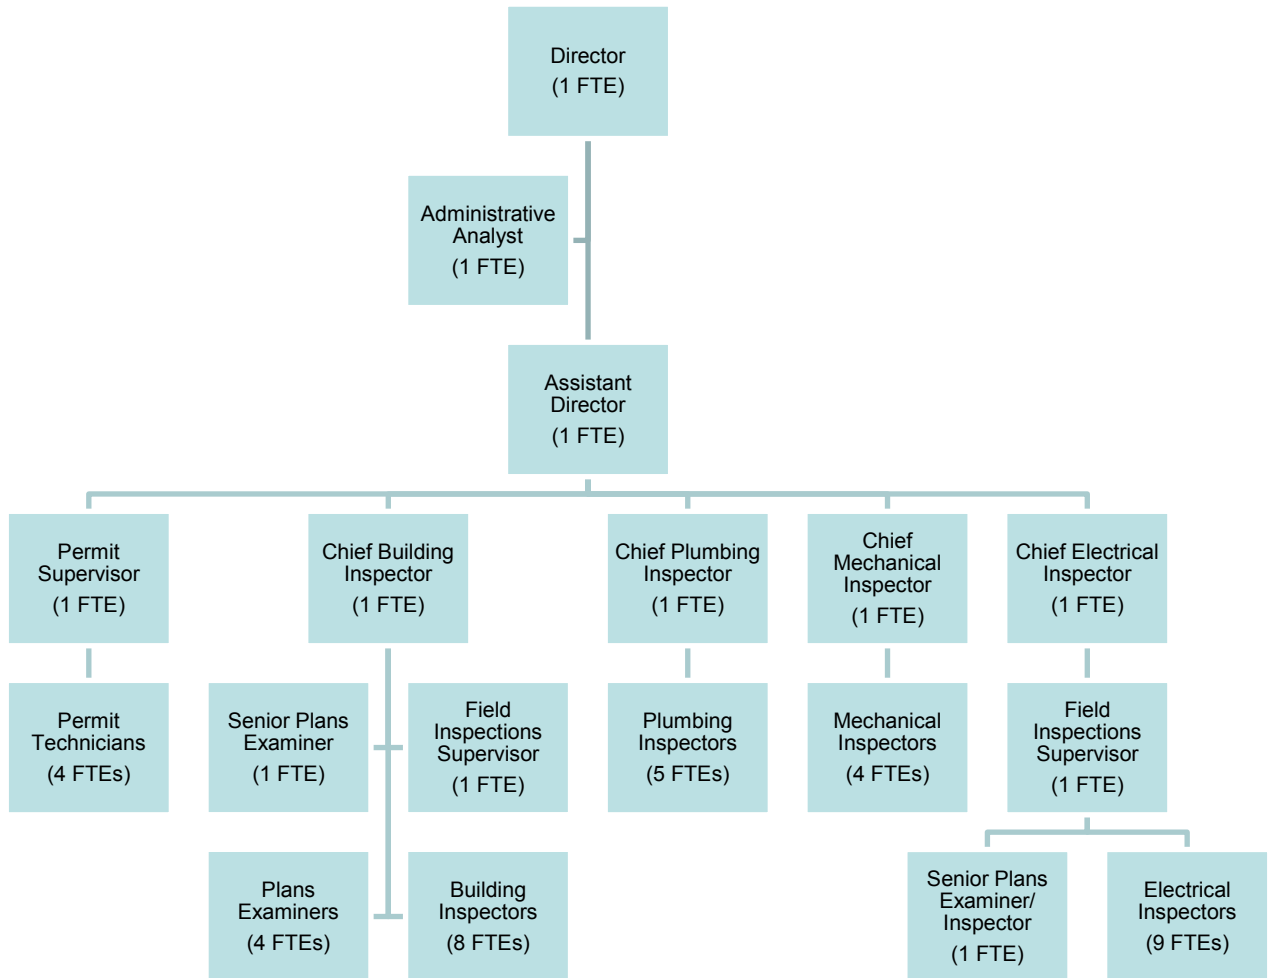 Director
(1 FTE)
Administrative
Analyst
(1 FTE)
Assistant
Director
(1 FTE)
Permit
Supervisor
(1 FTE)
Chief Building
Inspector
(1 FTE)
Chief Plumbing
Inspector
(1 FTE)
Chief
Mechanical
Inspector
(1 FTE)
Chief Electrical
Inspector
(1 FTE)
Permit
Technicians
(4 FTEs)
Senior Plans
Examiner
(1 FTE)
Field
Inspections
Supervisor
(1 FTE)
Plumbing
Inspectors
(5 FTEs)
Mechanical
Inspectors
(4 FTEs)
Field
Inspections
Supervisor
(1 FTE)
Plans
Examiners
(4 FTEs)
Building
Inspectors
(8 FTEs)
Senior Plans
Examiner/
Inspector
(1 FTE)
Electrical
Inspectors
(9 FTEs)